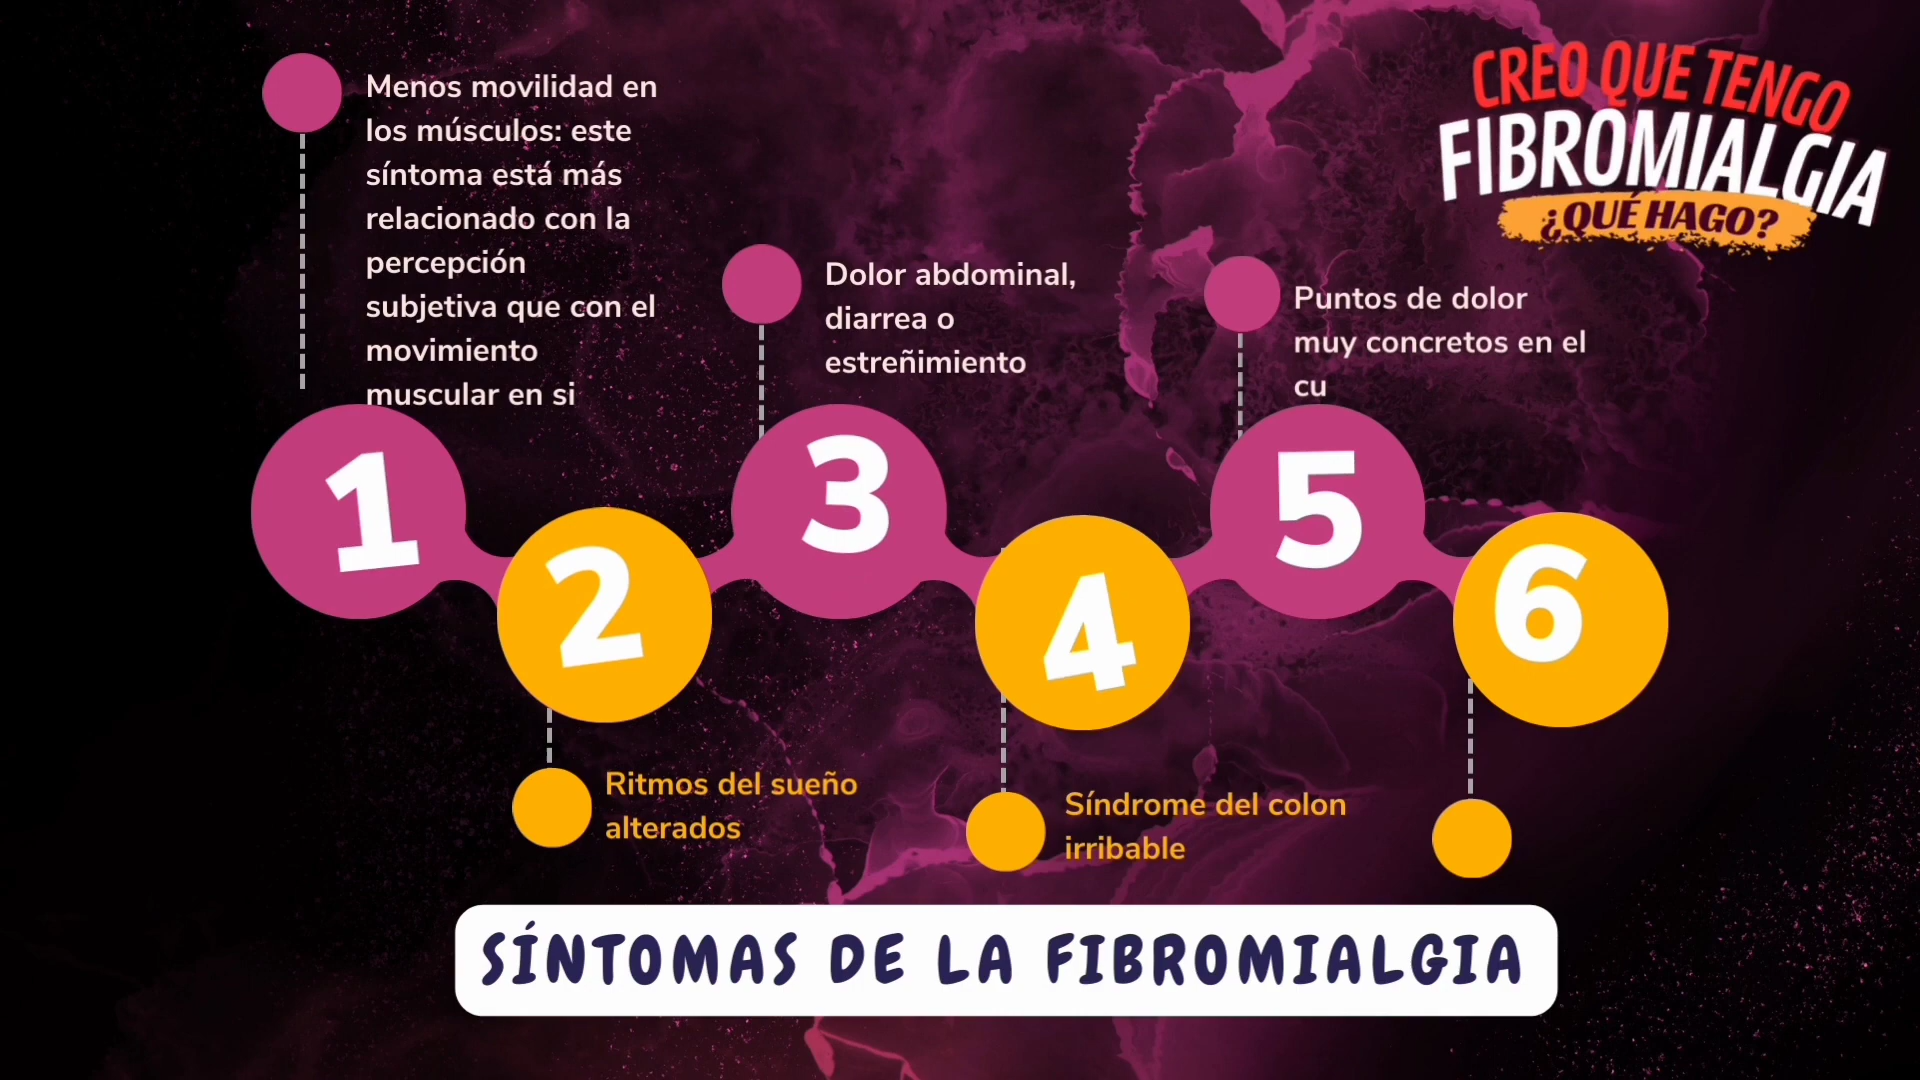 CREO QUE TENGO
FIBROMIALGIA
¿QUÉ HAGO?
Menos movilidad en
los músculos: este
síntoma está más
relacionado con la
percepción
subjetiva que con el
movimiento
muscular en si
Dolor abdominal,
diarrea o
estreñimiento
Puntos de dolor
muy concretos en el
cu
1
2
3
4
5
6
Ritmos del sueño
alterados
Síndrome del colon
irribable
SÍNTOMAS DE LA FIBROMIALGIA